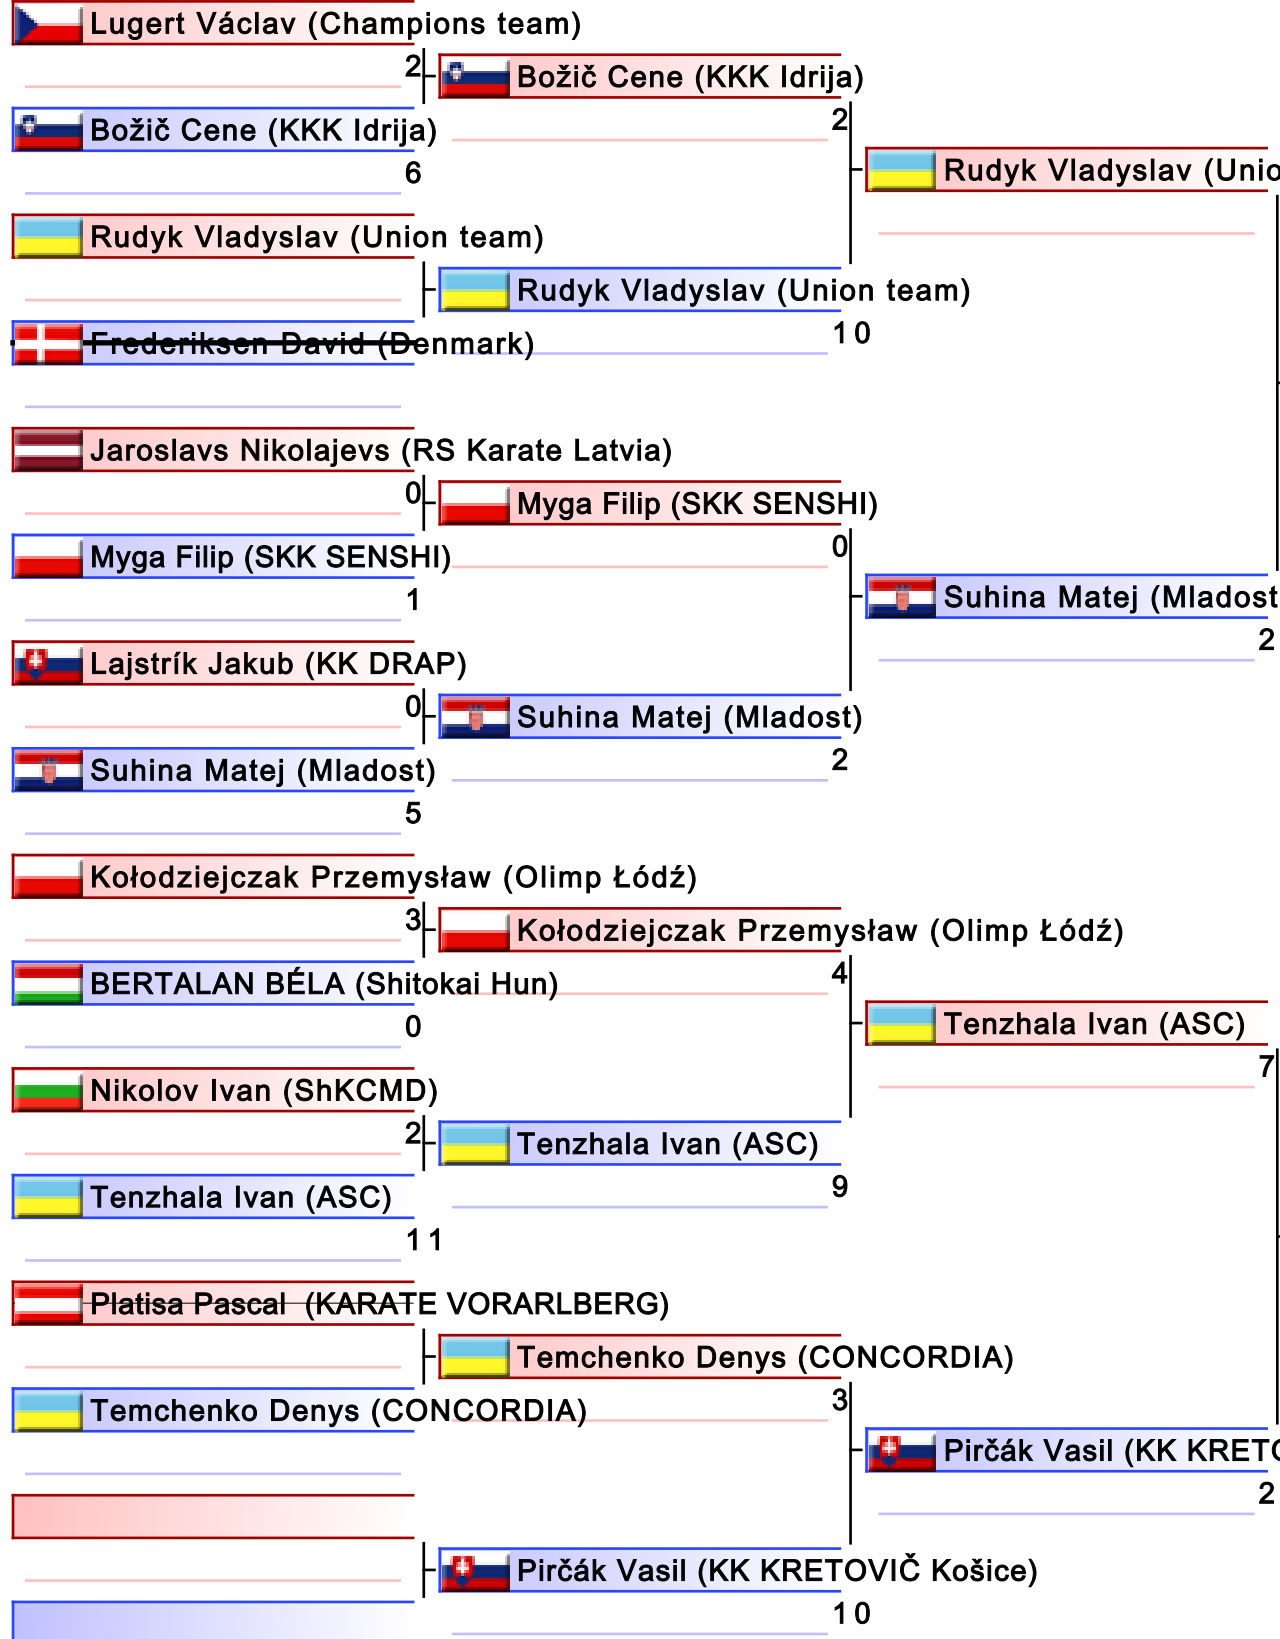 Lugert Václav (Champions team)
2
Božič Cene (KKK Idrija)
6
Rudyk Vladyslav (Union team)
Frederiksen David (Denmark)
Jaroslavs Nikolajevs (RS Karate Latvia)
0
Myga Filip (SKK SENSHI)
1
Lajstrík Jakub (KK DRAP)
0
Suhina Matej (Mladost)
5
Kołodziejczak Przemysław (Olimp Łódź)
3
BERTALAN BÉLA (Shitokai Hun)
0
Nikolov Ivan (ShKCMD)
2
Tenzhala Ivan (ASC)
11
Platisa Pascal (KARATE VORARLBERG)
Temchenko Denys (CONCORDIA)
Božič Cene (KKK Idrija)
2
Rudyk Vladyslav (Union team)
10
Myga Filip (SKK SENSHI)
0
Suhina Matej (Mladost)
2
Kołodziejczak Przemysław (Olimp Łódź)
4
Tenzhala Ivan (ASC)
9
Temchenko Denys (CONCORDIA)
3
Pirčák Vasil (KK KRETOVIČ Košice)
10
Rudyk Vladyslav (Unio
Suhina Matej (Mladost
2
Tenzhala Ivan (ASC)
7
Pirčák Vasil (KK KRETO
2